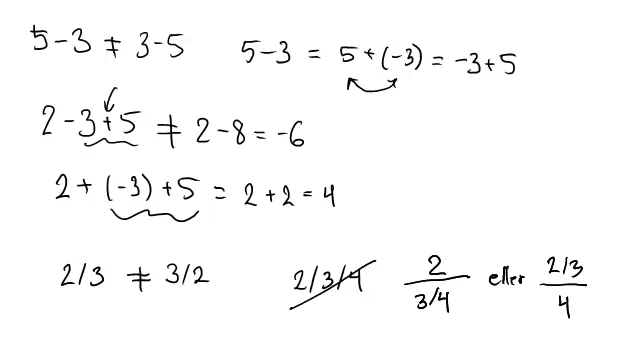 5-3 ≠ 3-5 5-3 = 5+(-3) = -3+5
2-3+5 ≠ 2-8 = -6
2+(-3)+5 = 2+2 = 4
2/3 ≠ 3/2 2/3/4 2/(3/4) eller (2/3)/4